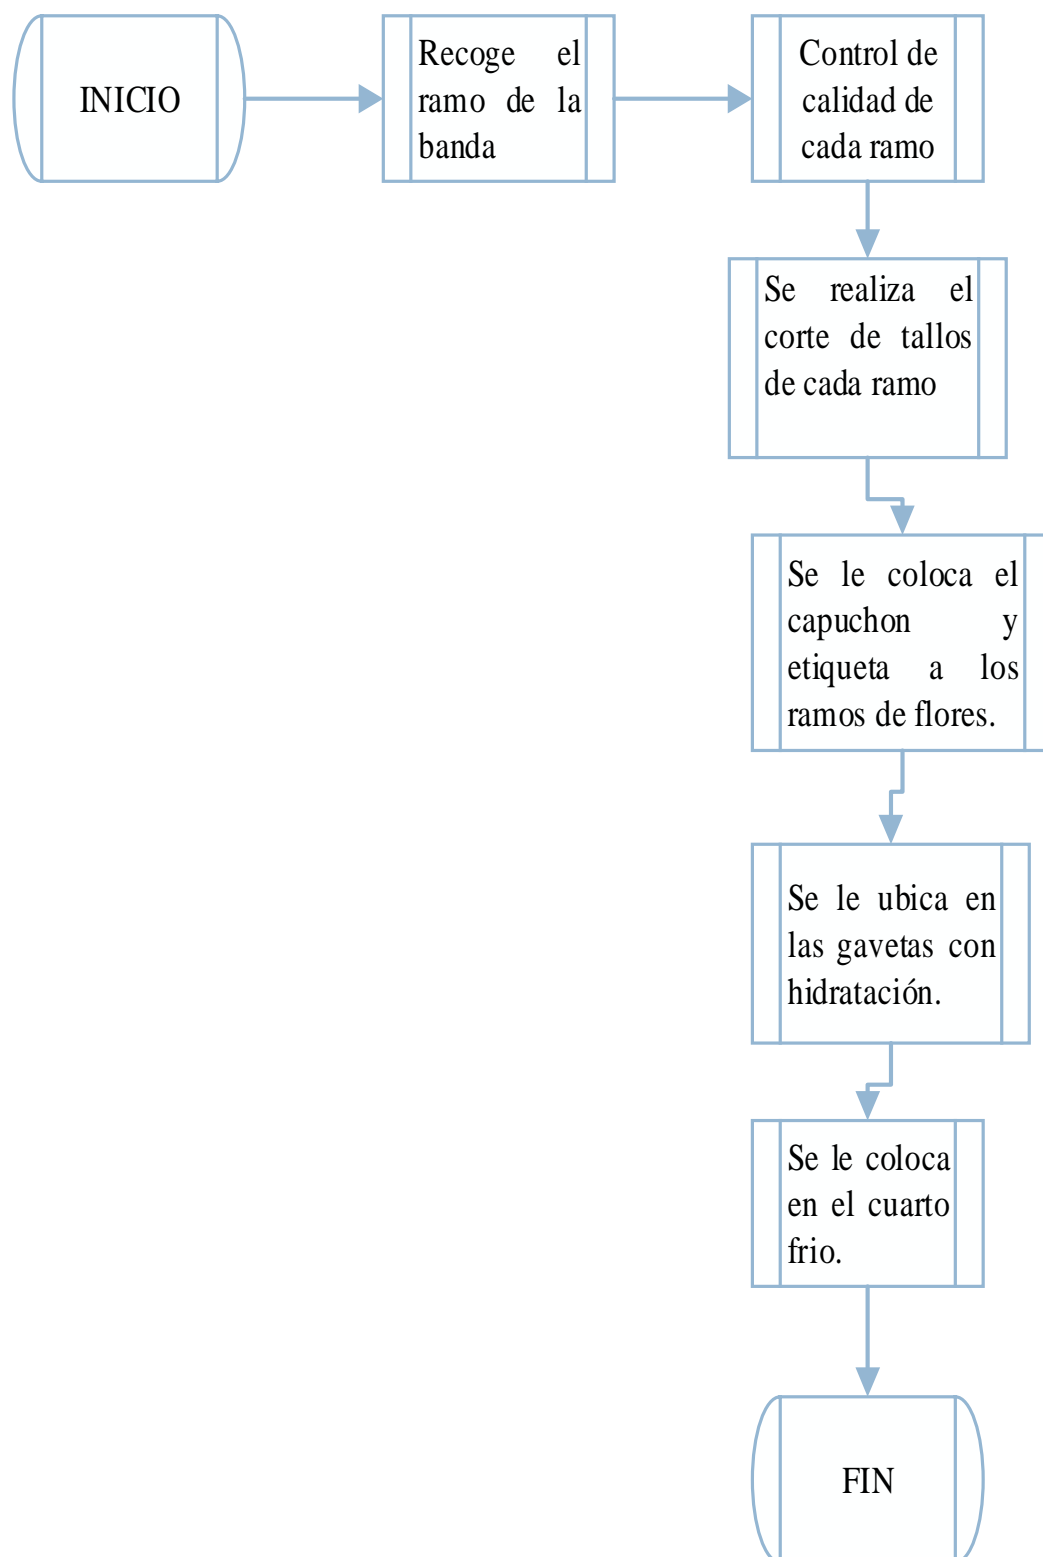 INICIO
Recoge el
ramo de la
banda
Control de
calidad de
cada ramo
Se realiza el
corte de tallos
de cada ramo
Se le coloca el
capuchon y
etiqueta a los
ramos de flores.
Se le ubica en
las gavetas con
hidratación.
Se le coloca
en el cuarto
frio.
FIN